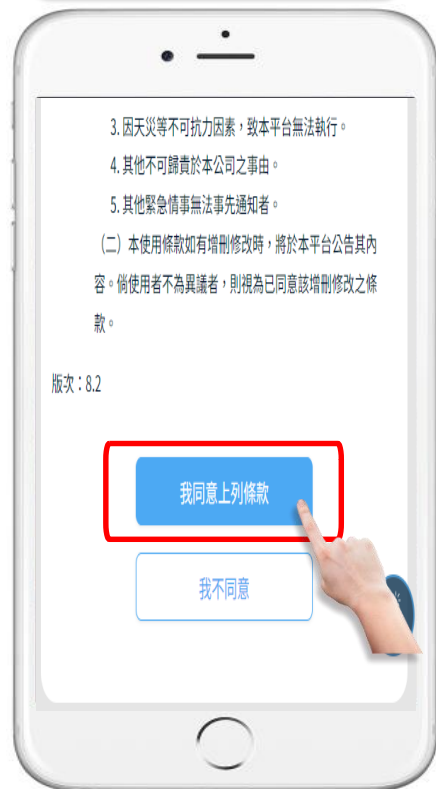 3. 因天災等不可抗力因素，致本平台無法執行。
4. 其他不可歸責於本公司之事由。
5. 其他緊急情事無法事先通知者。
（二）本使用條款如有增刪修改時，將於本平台公告其內
容。倘使用者不為異議者，則視為已同意該增刪修改之條
款。
版次：8.2
我同意上列條款
我不同意